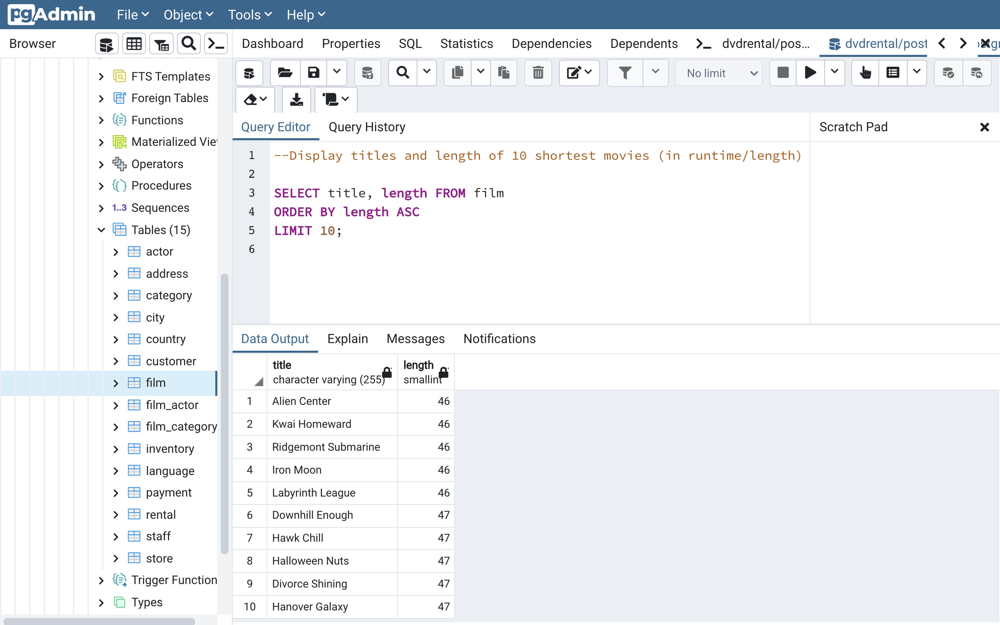 pgAdmin File Object Tools Help
Browser
Dashboard Properties SQL Statistics Dependencies Dependents dvdrental/pos... dvdrental/post
No limit
FTS Templates
Foreign Tables
Functions
Materialized Vie
Operators
Procedures
1..3 Sequences
Tables (15)
actor
address
category
city
country
customer
film
film_actor
film_category
inventory
language
payment
rental
staff
store
Trigger Function
Types
Query Editor Query History
Scratch Pad
1 --Display titles and length of 10 shortest movies (in runtime/length)
2
3 SELECT title, length FROM film
4 ORDER BY length ASC
5 LIMIT 10;
6
Data Output Explain Messages Notifications
title length
character varying (255) smallint
1 Alien Center 46
2 Kwai Homeward 46
3 Ridgemont Submarine 46
4 Iron Moon 46
5 Labyrinth League 46
6 Downhill Enough 47
7 Hawk Chill 47
8 Halloween Nuts 47
9 Divorce Shining 47
10 Hanover Galaxy 47